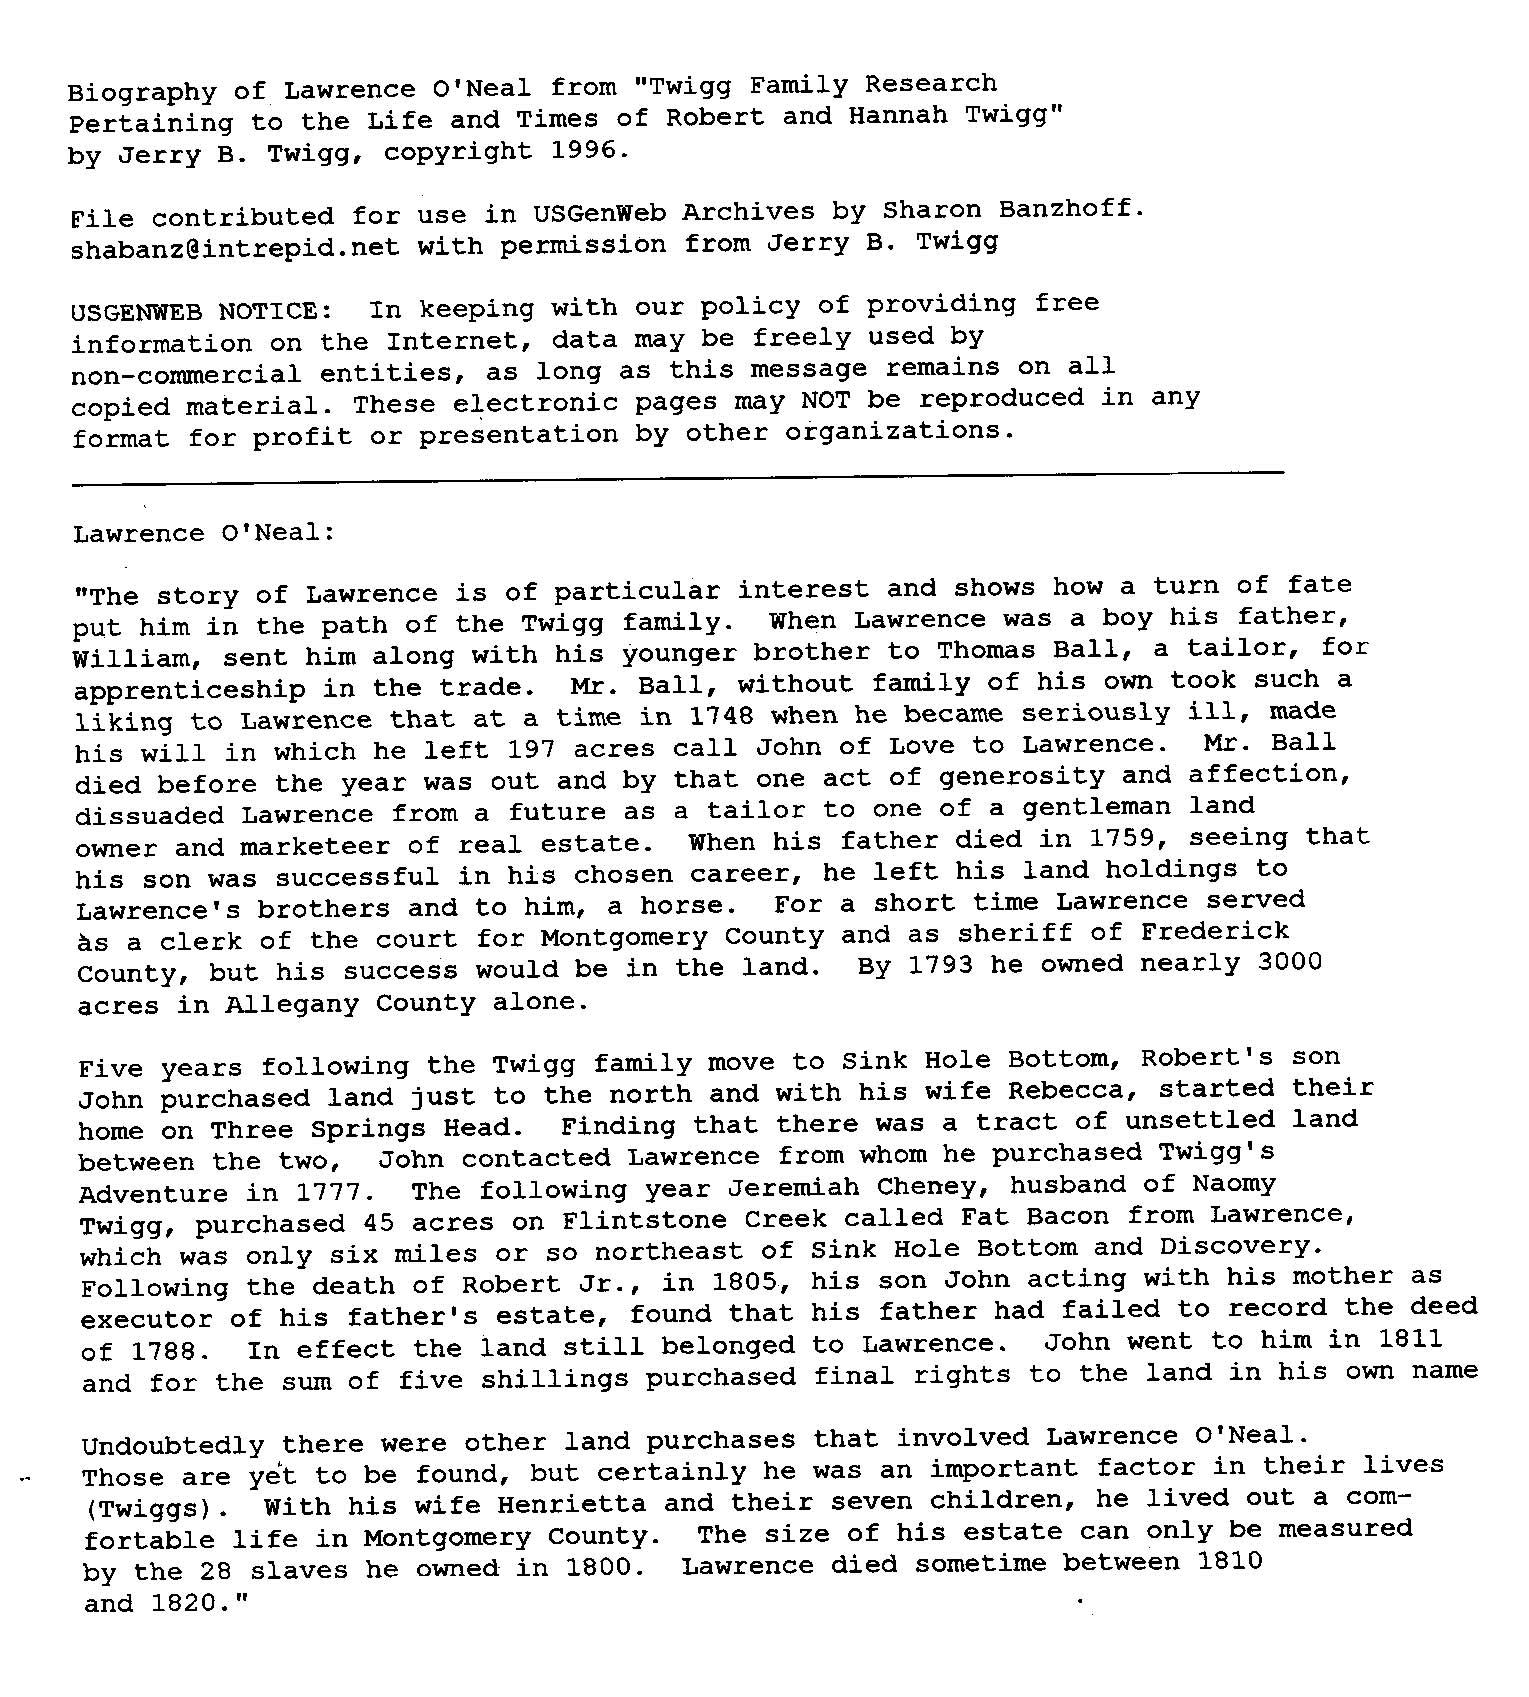 Biography of Lawrence O'Neal from "Twigg Family Research
Pertaining to the Life and Times of Robert and Hannah Twigg"
by Jerry B. Twigg, copyright 1996.
File contributed for use in USGenWeb Archives by Sharon Banzhoff.
shabanz@intrepid.net with permission from Jerry B. Twigg
USGENWEB NOTICE:  In keeping with our policy of providing free
information on the Internet, data may be freely used by
non-commercial entities, as long as this message remains on all
copied material. These electronic pages may NOT be reproduced in any
format for profit or presentation by other organizations.
Lawrence O'Neal:
"The story of Lawrence is of particular interest and shows how a turn of fate
put him in the path of the Twigg family.  When Lawrence was a boy his father,
William, sent him along with his younger brother to Thomas Ball, a tailor, for
apprenticeship in the trade.  Mr. Ball, without family of his own took such a
liking to Lawrence that at a time in 1748 when he became seriously ill, made
his will in which he left 197 acres call John of Love to Lawrence.  Mr. Ball
died before the year was out and by that one act of generosity and affection,
dissuaded Lawrence from a future as a tailor to one of a gentleman land
owner and marketeer of real estate.  When his father died in 1759, seeing that
his son was successful in his chosen career, he left his land holdings to
Lawrence's brothers and to him, a horse.  For a short time Lawrence served
as a clerk of the court for Montgomery County and as sheriff of Frederick
County, but his success would be in the land.  By 1793 he owned nearly 3000
acres in Allegany County alone.
Five years following the Twigg family move to Sink Hole Bottom, Robert's son
John purchased land just to the north and with his wife Rebecca, started their
home on Three Springs Head.  Finding that there was a tract of unsettled land
between the two,  John contacted Lawrence from whom he purchased Twigg's
Adventure in 1777.  The following year Jeremiah Cheney, husband of Naomy
Twigg, purchased 45 acres on Flintstone Creek called Fat Bacon from Lawrence,
which was only six miles or so northeast of Sink Hole Bottom and Discovery.
Following the death of Robert Jr., in 1805, his son John acting with his mother as
executor of his father's estate, found that his father had failed to record the deed
of 1788.  In effect the land still belonged to Lawrence.  John went to him in 1811
and for the sum of five shillings purchased final rights to the land in his own name
Undoubtedly there were other land purchases that involved Lawrence O'Neal.
Those are yet to be found, but certainly he was an important factor in their lives
(Twiggs).  With his wife Henrietta and their seven children, he lived out a com-
fortable life in Montgomery County.  The size of his estate can only be measured
by the 28 slaves he owned in 1800.  Lawrence died sometime between 1810
and 1820."